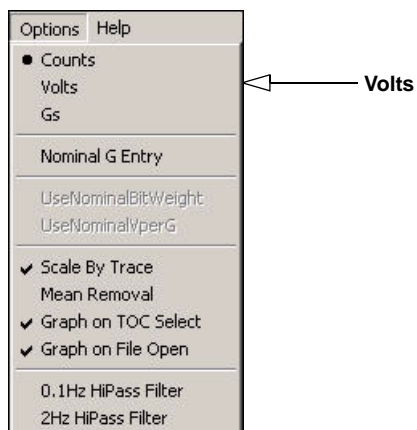 Options Help
Counts
Volts
Volts
Gs
Nominal G Entry
UseNominalBitWeight
UseNominalVperG
Scale By Trace
Mean Removal
Graph on TOC Select
Graph on File Open
0.1Hz HiPass Filter
2Hz HiPass Filter